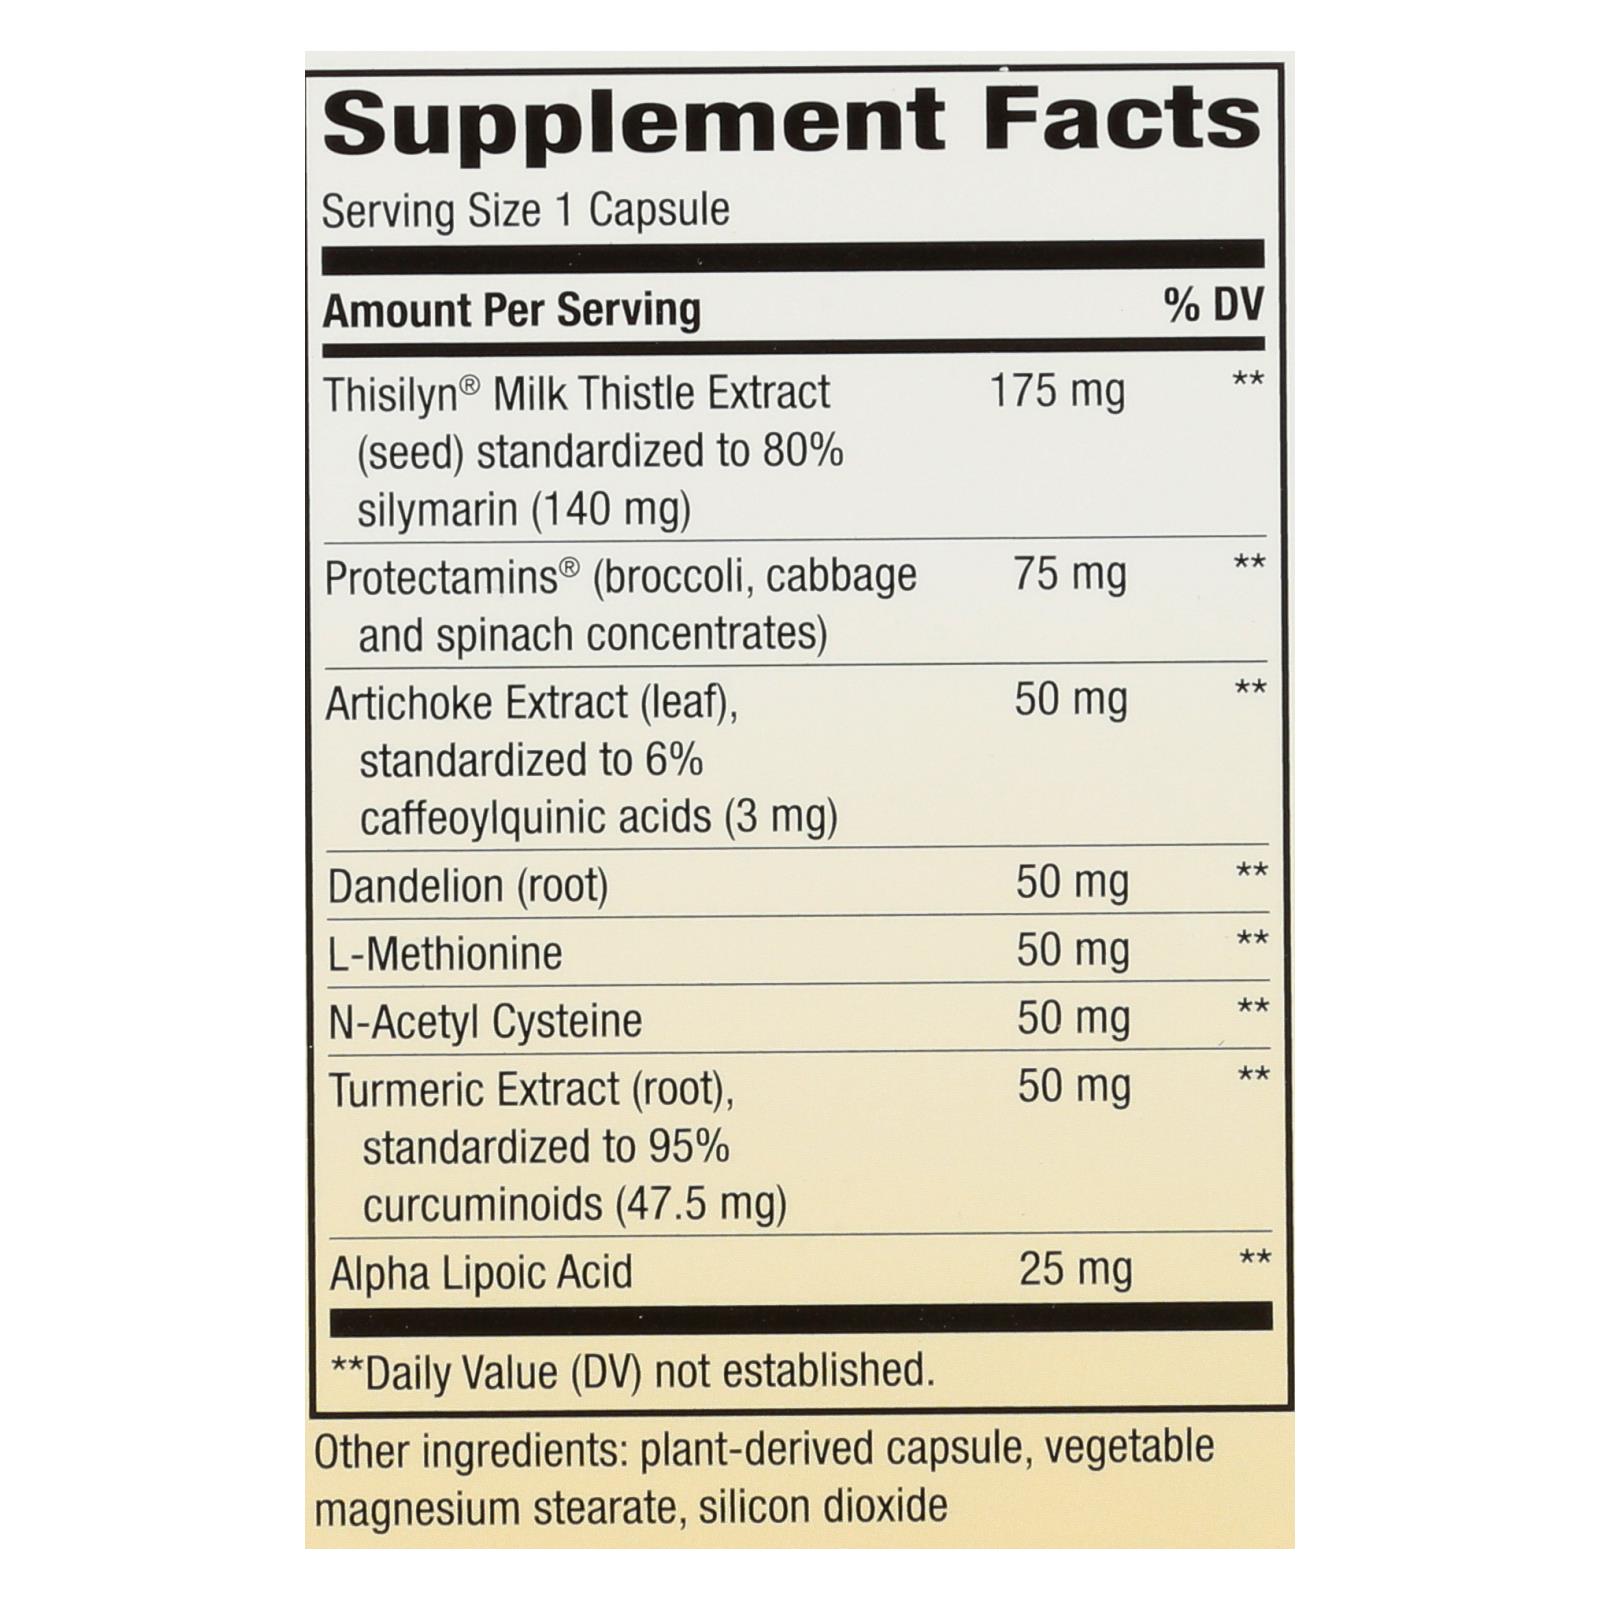 Supplement Facts
Serving Size 1 Capsule
Amount Per Serving % DV
Thisilyn® Milk Thistle Extract 175 mg **
(seed) standardized to 80%
silymarin (140 mg)
Protectamins® (broccoli, cabbage 75 mg **
and spinach concentrates)
Artichoke Extract (leaf), 50 mg **
standardized to 6%
caffeoylquinic acids (3 mg)
Dandelion (root) 50 mg **
L-Methionine 50 mg **
N-Acetyl Cysteine 50 mg **
Turmeric Extract (root), 50 mg **
standardized to 95%
curcuminoids (47.5 mg)
Alpha Lipoic Acid 25 mg **
**Daily Value (DV) not established.
Other ingredients: plant-derived capsule, vegetable
magnesium stearate, silicon dioxide